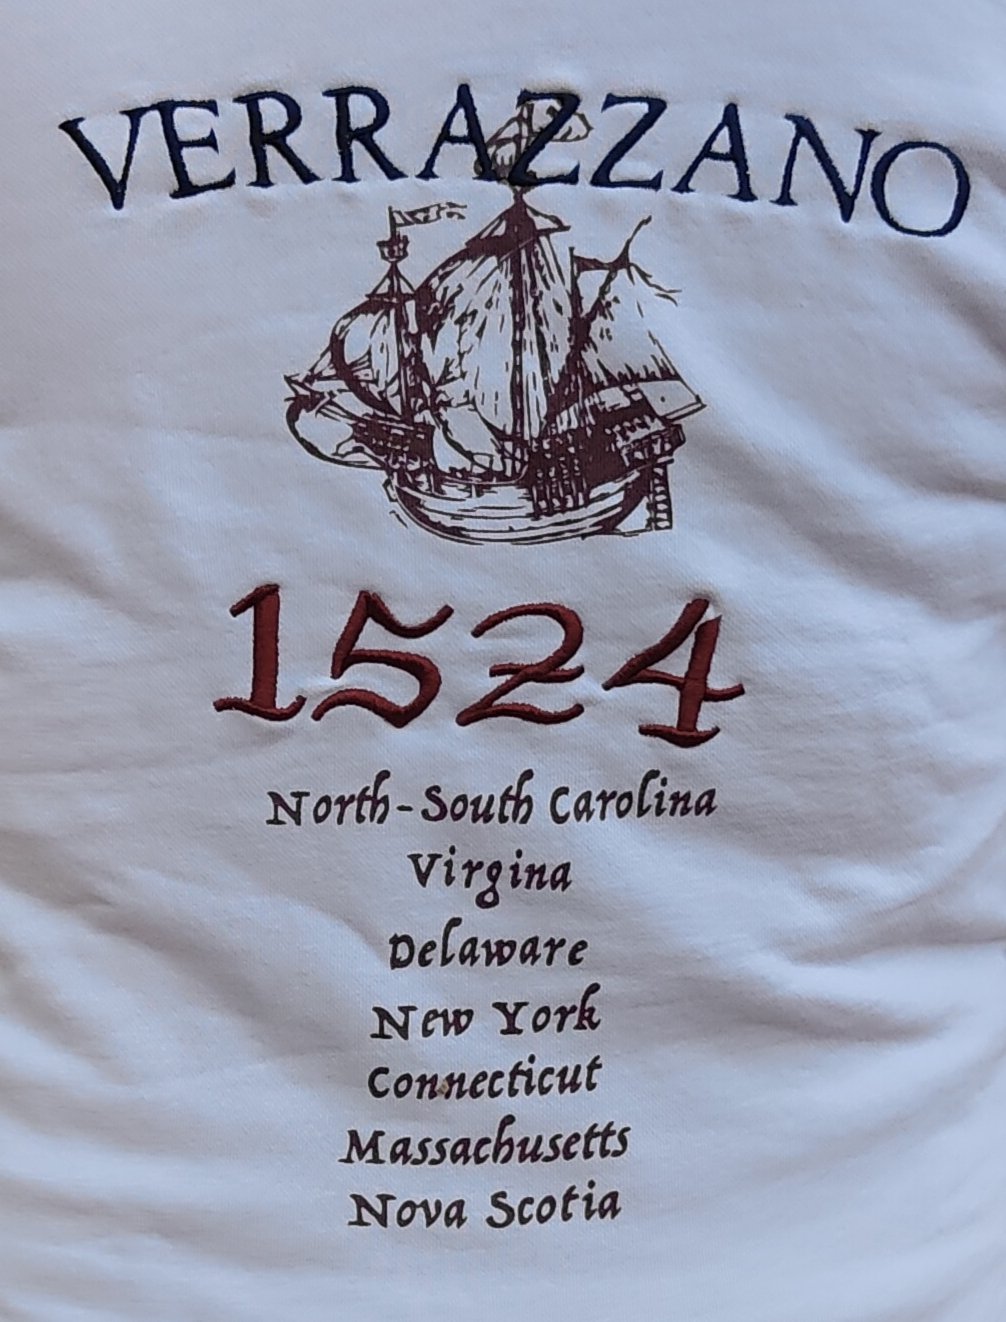 VERRAZZANO
1524
North-South Carolina
Virgina
Delaware
New York
Connecticut
Massachusetts
Nova Scotia